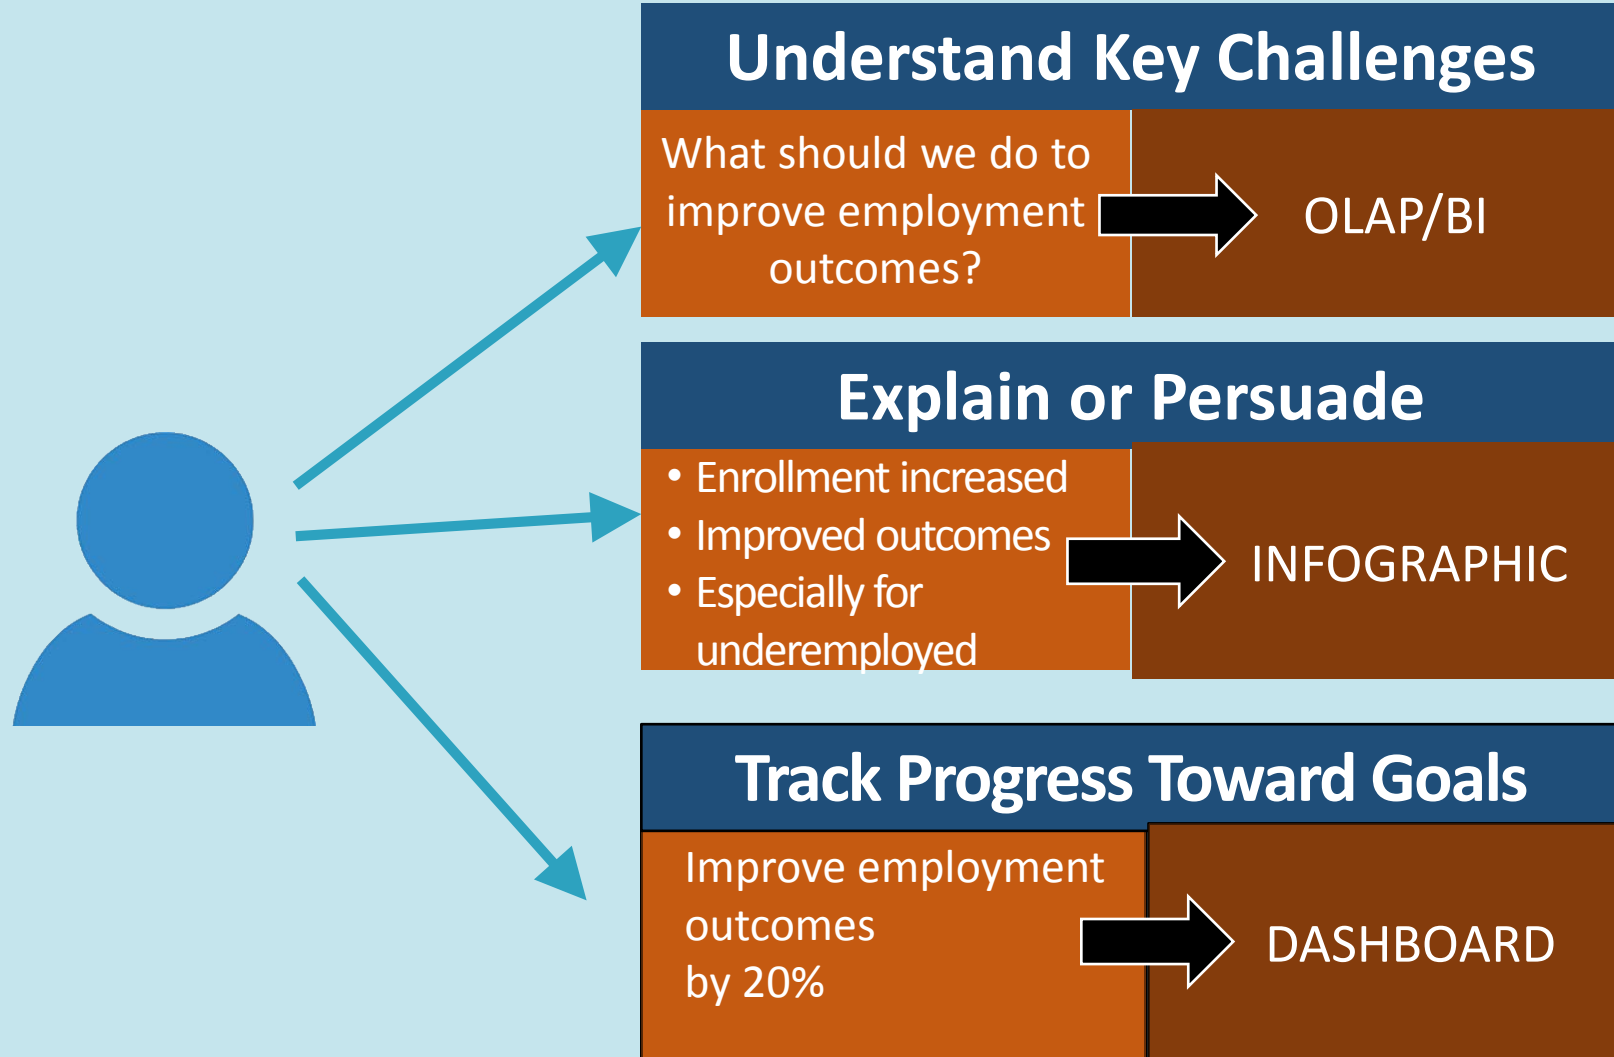 Understand Key Challenges
What should we do to
improve employment
outcomes?
OLAP/BI
Explain or Persuade
• Enrollment increased
• Improved outcomes
• Especially for
underemployed
INFOGRAPHIC
Track Progress Toward Goals
Improve employment
outcomes
by 20%
DASHBOARD